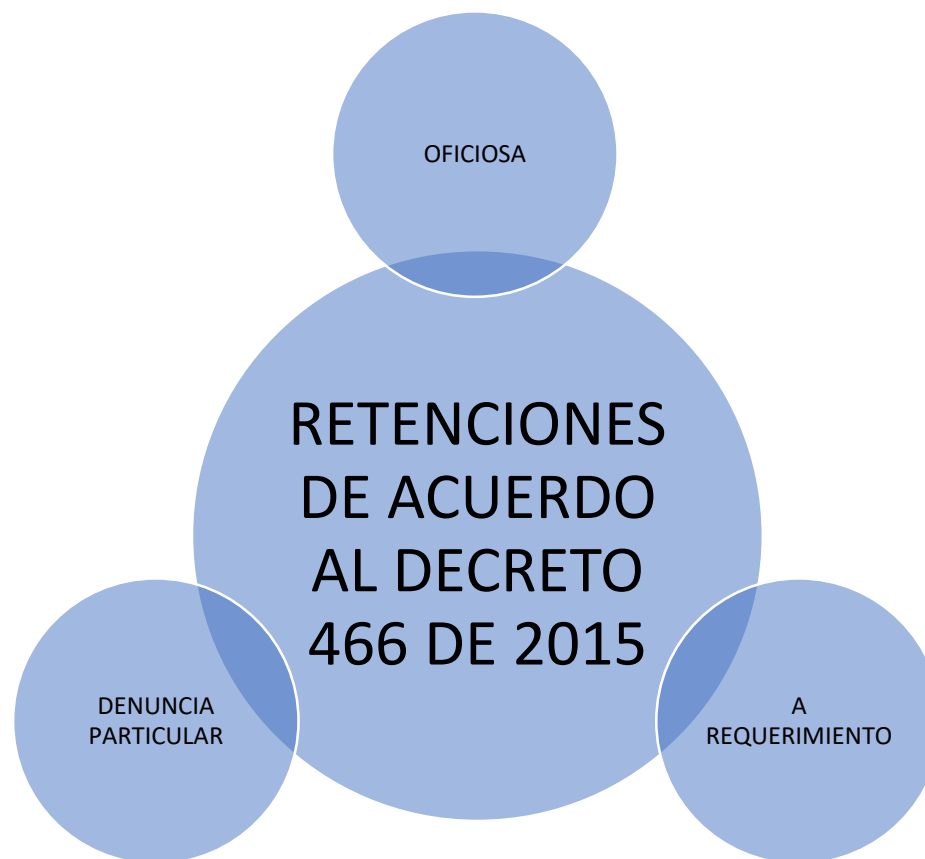 OFICIOSA
RETENCIONES
DE ACUERDO
AL DECRETO
466 DE 2015
DENUNCIA
PARTICULAR
A
REQUERIMIENTO